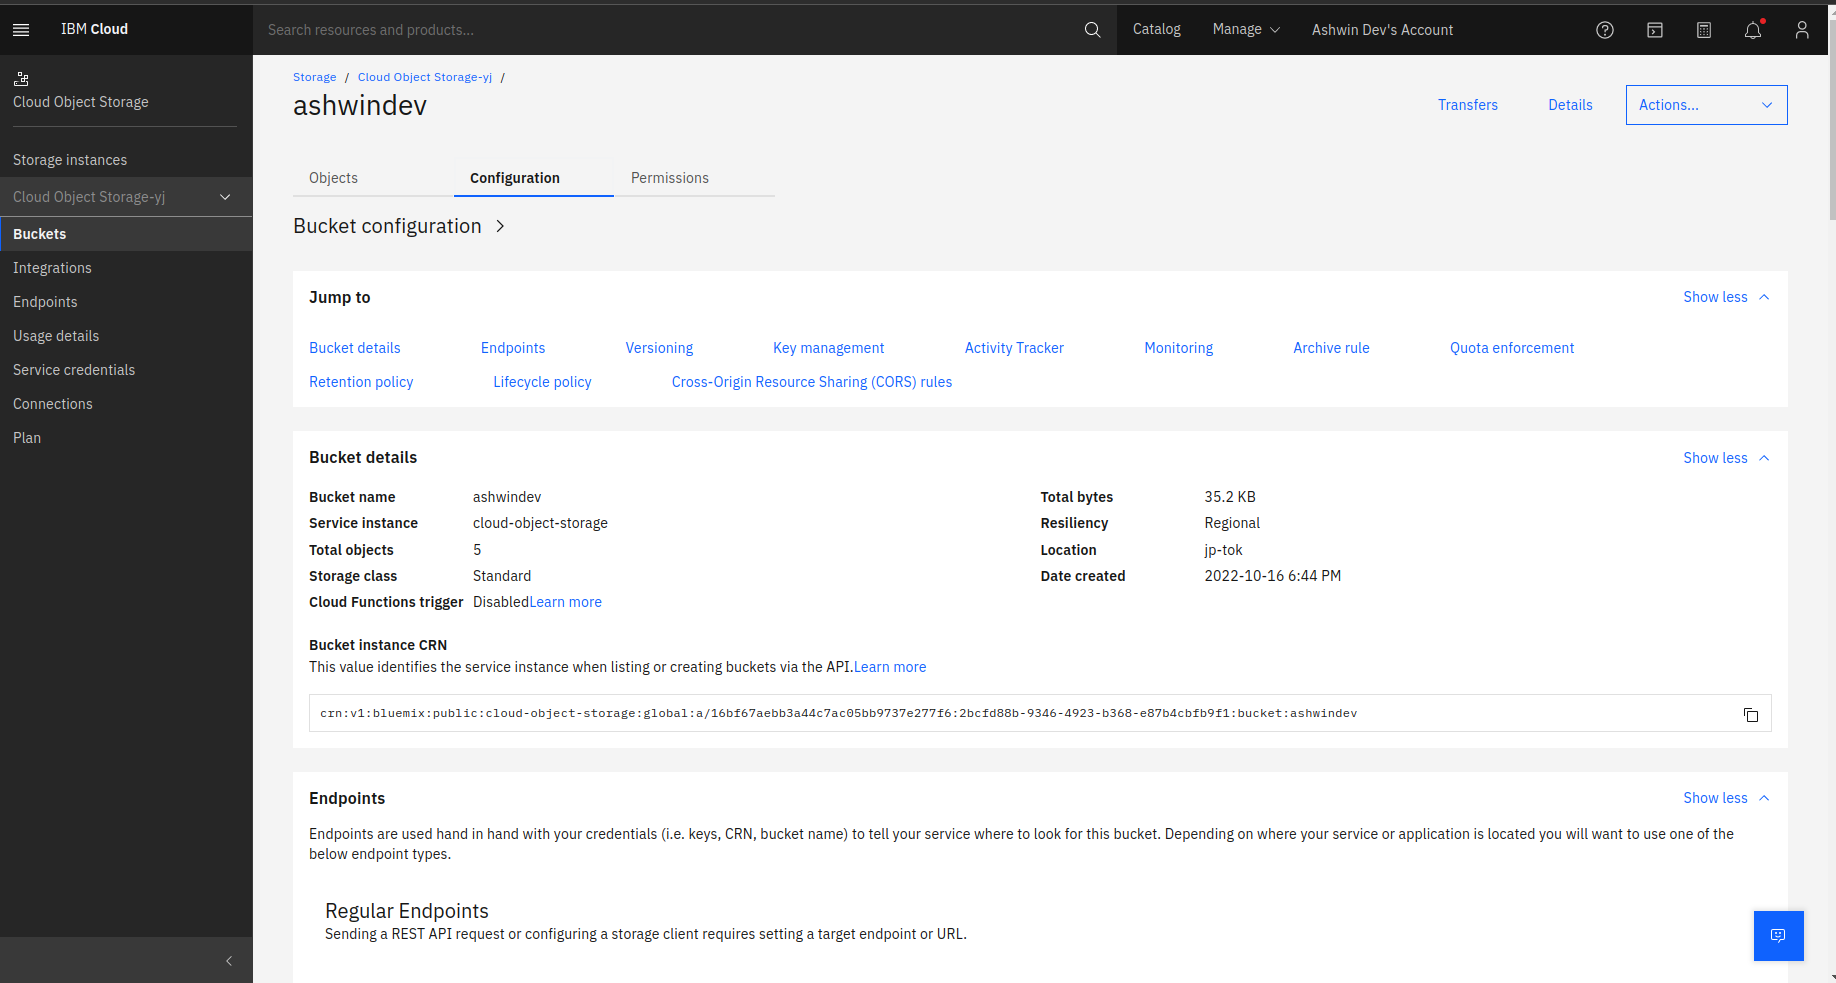 IBM Cloud
Search resources and products...
Catalog
Manage
Ashwin Dev's Account
Cloud Object Storage
Storage instances
Cloud Object Storage-yj
Buckets
Integrations
Endpoints
Usage details
Service credentials
Connections
Plan
Storage / Cloud Object Storage-yj /
ashwindev
Transfers
Details
Actions...
Objects
Configuration
Permissions
Bucket configuration
Jump to
Show less
Bucket details
Endpoints
Versioning
Key management
Activity Tracker
Monitoring
Archive rule
Quota enforcement
Retention policy
Lifecycle policy
Cross-Origin Resource Sharing (CORS) rules
Bucket details
Show less
Bucket name ashwindev
Service instance cloud-object-storage
Total objects 5
Storage class Standard
Cloud Functions trigger DisabledLearn more
Total bytes 35.2 KB
Resiliency Regional
Location jp-tok
Date created 2022-10-16 6:44 PM
Bucket instance CRN
This value identifies the service instance when listing or creating buckets via the API.Learn more
crn:v1:bluemix:public:cloud-object-storage:global:a/16bf67aebb3a44c7ac05bb9737e277f6:2bcfd88b-9346-4923-b368-e87b4cbfb9f1:bucket:ashwindev
Endpoints
Show less
Endpoints are used hand in hand with your credentials (i.e. keys, CRN, bucket name) to tell your service where to look for this bucket. Depending on where your service or application is located you will want to use one of the
below endpoint types.
Regular Endpoints
Sending a REST API request or configuring a storage client requires setting a target endpoint or URL.